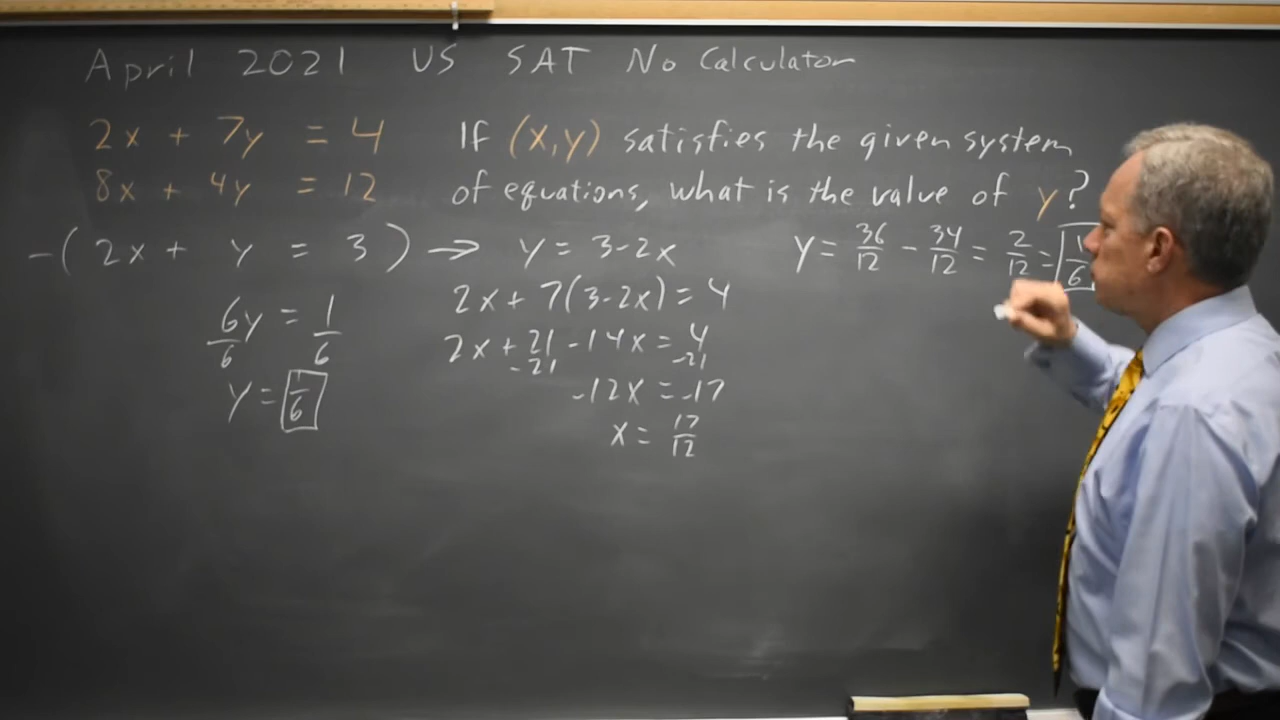 April 2021 US SAT No Calculator
2x + 7y = 4 If (x,y) satisfies the given system
8x + 4y = 12 of equations, what is the value of y?
-( 2x + y = 3 ) → y = 3-2x y = 36/12 - 34/12 = 2/12 = 1/6
6y/6 = 1/6 2x + 7(3-2x) = 4
y = 1/6 2x + 21 - 14x = 4
-21 -21
-12x = -17
x = 17/12